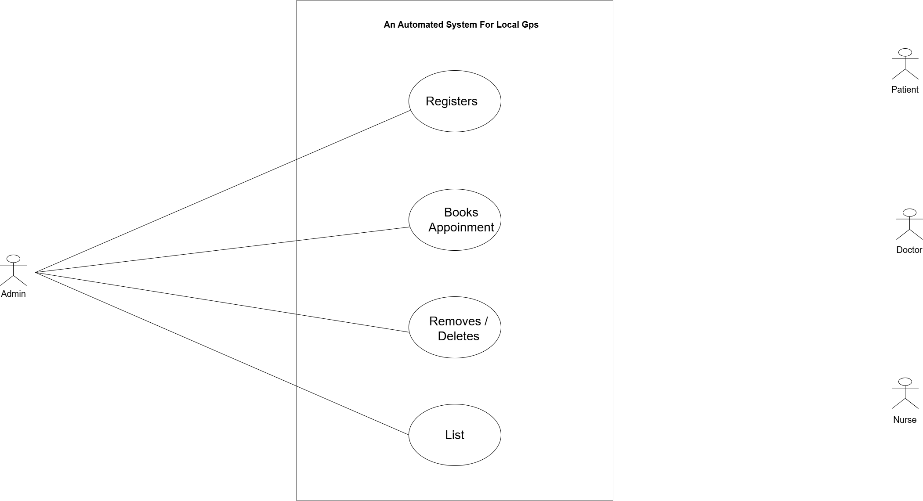 An Automated System For Local Gps
Registers
Books
Appoinment
Removes /
Deletes
List
Admin
Patient
Doctor
Nurse